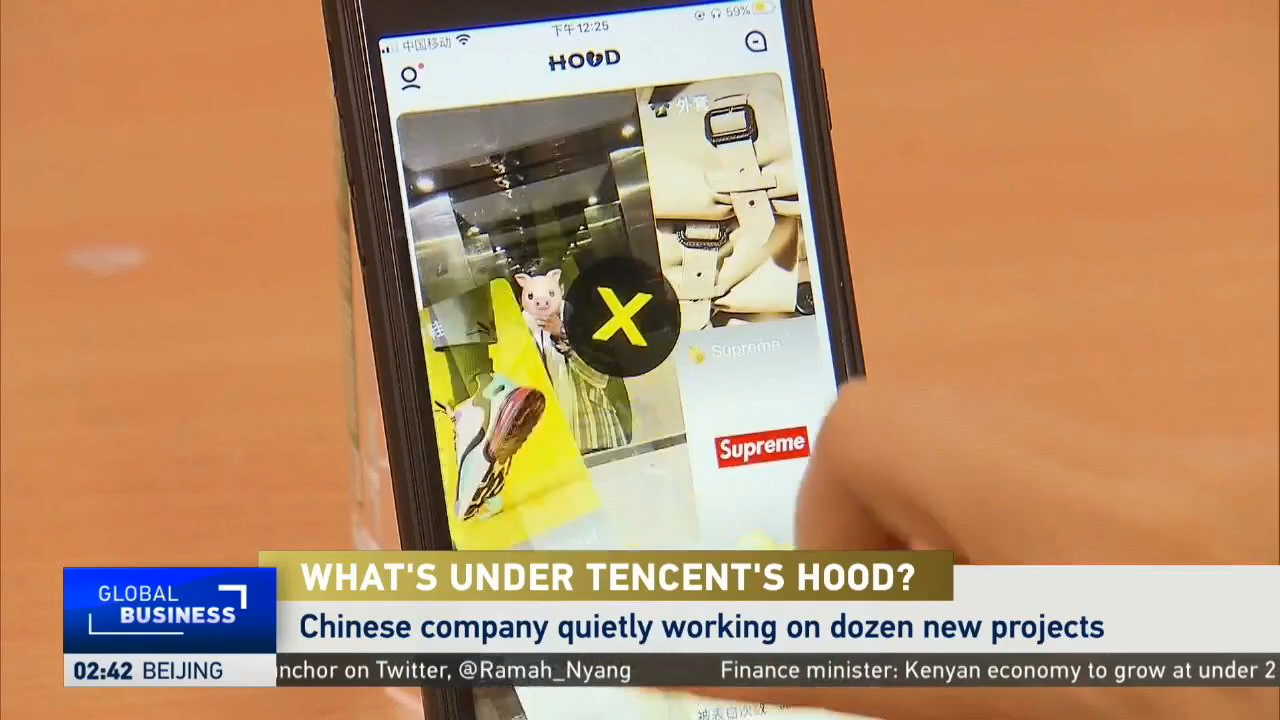 中国移动
下午12:25
59%
HOOD
外套
X
Supreme
Supreme
WHAT'S UNDER TENCENT'S HOOD?
GLOBAL
BUSINESS
Chinese company quietly working on dozen new projects
02:42 BEIJING
nchor on Twitter, @Ramah_Nyang
Finance minister: Kenyan economy to grow at under 2